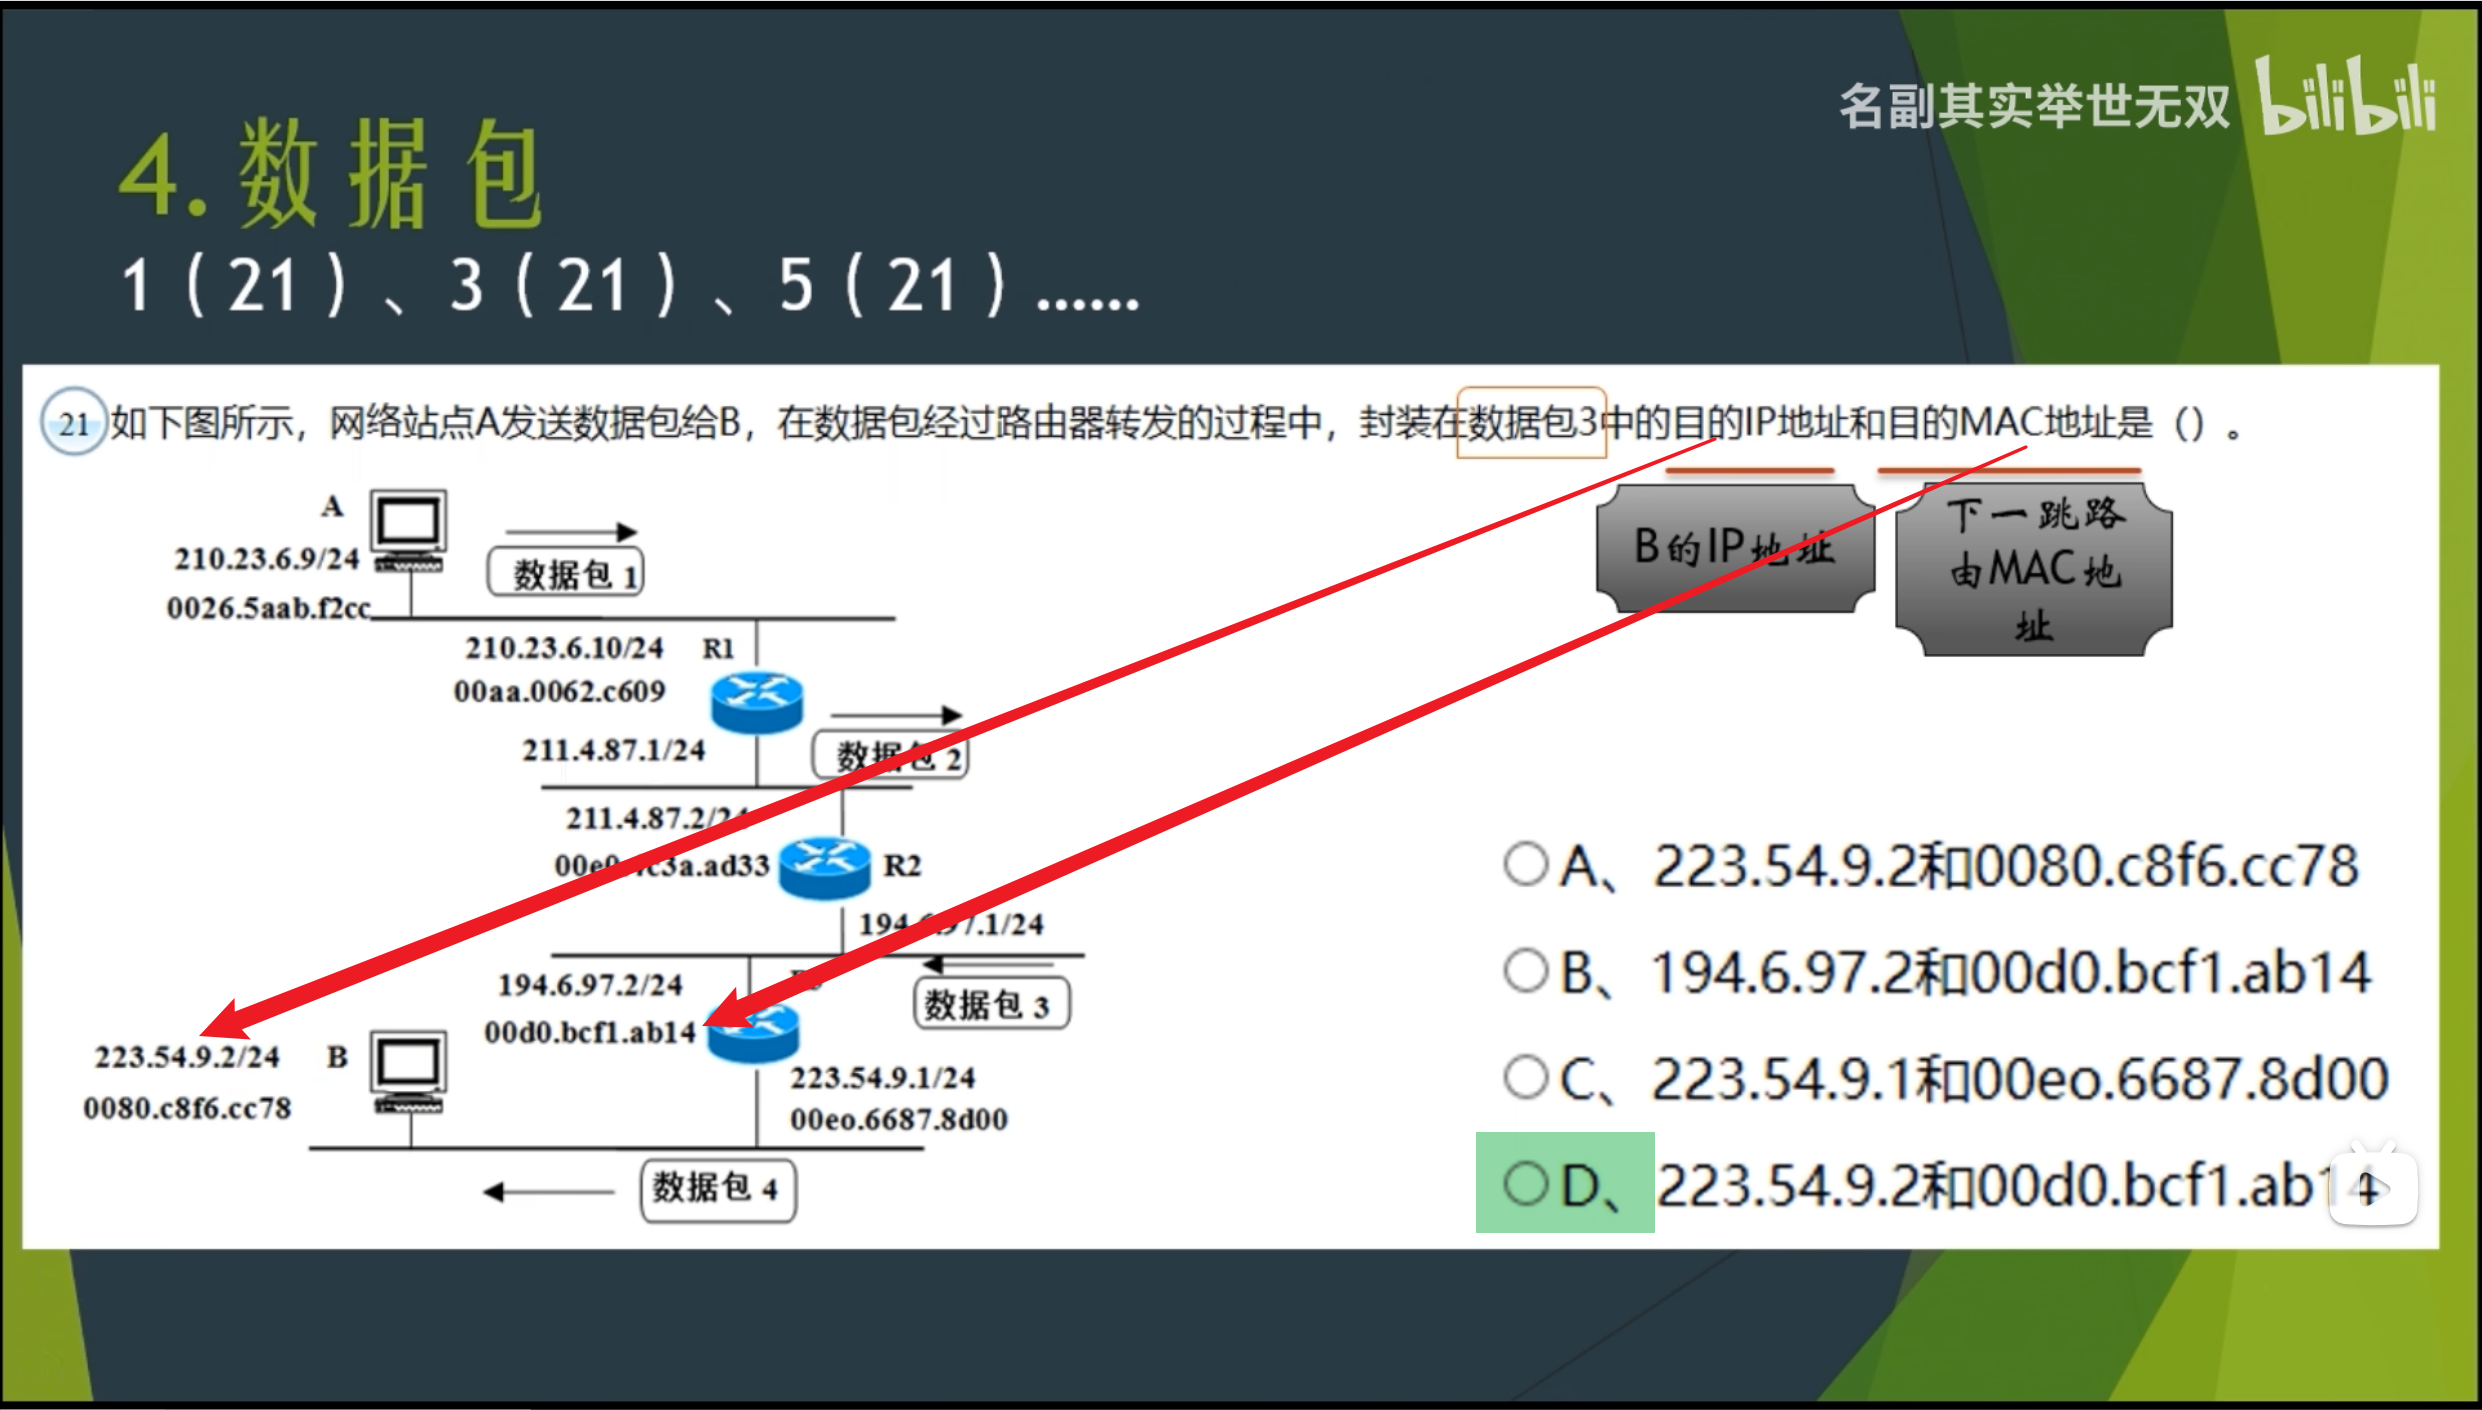 名副其实举世无双 bilibili
4.数据包
1(21)、3(21)、5(21)......
21 如下图所示，网络站点A发送数据包给B，在数据包经过路由器转发的过程中，封装在数据包3中的目的IP地址和目的MAC地址是（）。
B的IP地址
下一跳路
由MAC地
址
A
210.23.6.9/24
0026.5aab.f2cc
数据包 1
210.23.6.10/24 R1
00aa.0062.c609
211.4.87.1/24
数据包 2
211.4.87.2/24
c3a.ad33 R2
194.6.97.1/24
194.6.97.2/24
00d0.bcf1.ab14
数据包 3
223.54.9.2/24 B
0080.c8f6.cc78
223.54.9.1/24
00eo.6687.8d00
数据包 4
A、223.54.9.2和0080.c8f6.cc78
B、194.6.97.2和00d0.bcf1.ab14
C、223.54.9.1和00eo.6687.8d00
D、223.54.9.2和00d0.bcf1.ab14